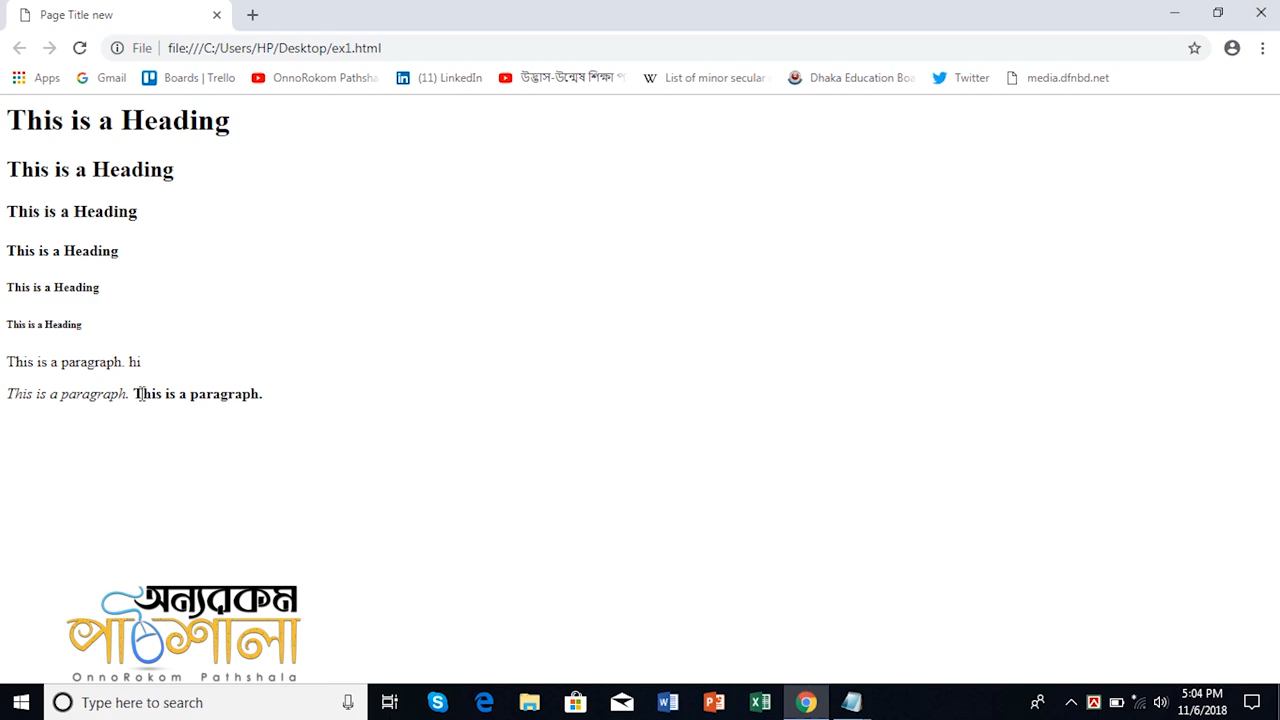 Page Title new
File file:///C:/Users/HP/Desktop/ex1.html
Apps Gmail Boards | Trello OnnoRokom Pathsha (11) LinkedIn উদ্ভাস-উন্মেষ শিক্ষা প List of minor secular Dhaka Education Boa Twitter media.dfnbd.net
This is a Heading
This is a Heading
This is a Heading
This is a Heading
This is a Heading
This is a Heading
This is a paragraph. hi
This is a paragraph. This is a paragraph.
অন্যরকম
পাঠশালা
OnnoRokom Pathshala
Type here to search
5:04 PM
11/6/2018